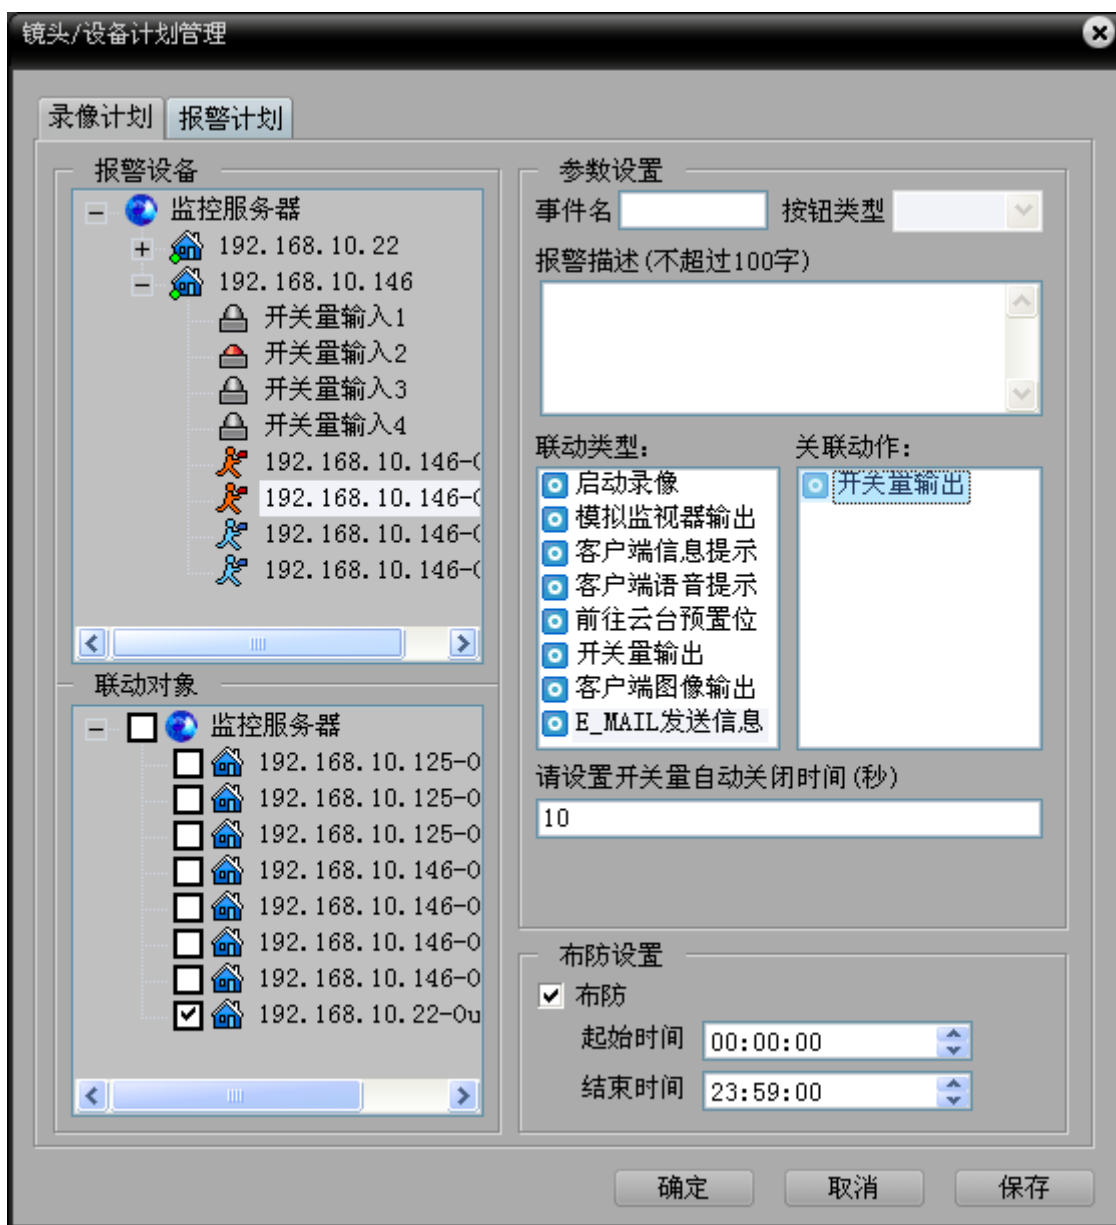 镜头/设备计划管理
录像计划 报警计划
报警设备
监控服务器
192.168.10.22
192.168.10.146
开关量输入1
开关量输入2
开关量输入3
开关量输入4
192.168.10.146-(
192.168.10.146-(
192.168.10.146-(
192.168.10.146-(
联动对象
监控服务器
192.168.10.125-O
192.168.10.125-O
192.168.10.125-O
192.168.10.146-O
192.168.10.146-O
192.168.10.146-O
192.168.10.146-O
192.168.10.22-Ou
参数设置
事件名 按钮类型
报警描述(不超过100字)
联动类型:
启动录像
模拟监视器输出
客户端信息提示
客户端语音提示
前往云台预置位
开关量输出
客户端图像输出
E_MAIL发送信息
关联动作:
开关量输出
请设置开关量自动关闭时间(秒)
10
布防设置
布防
起始时间 00:00:00
结束时间 23:59:00
确定 取消 保存